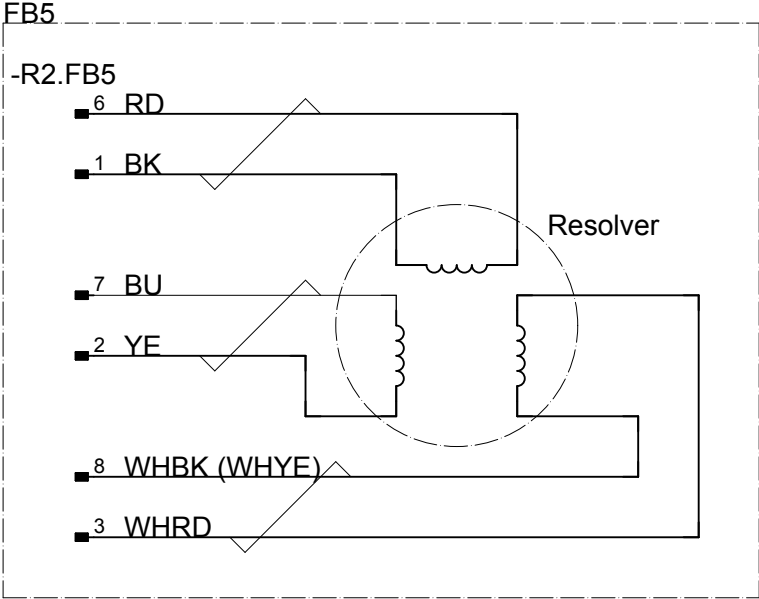 FB5
-R2.FB5
6 RD
1 BK
Resolver
7 BU
2 YE
8 WHBK (WHYE)
3 WHRD